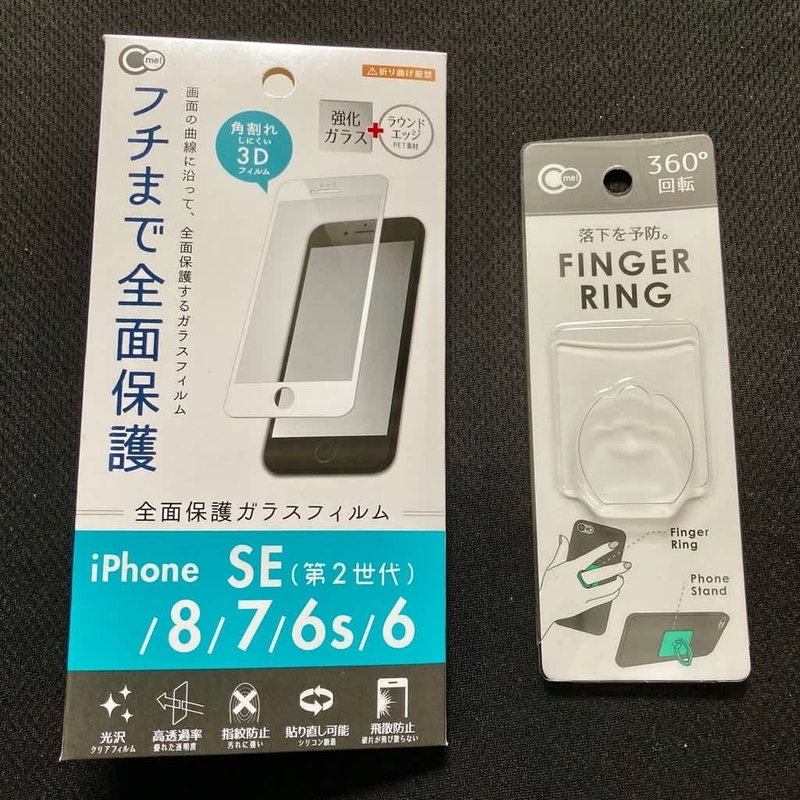 Cmel
⚠折り曲げ厳禁
フチまで全面保護
画面の曲線に沿って、全面保護するガラスフィルム
角割れ
しにくい
3D
フィルム
強化
ガラス
+
ラウンド
エッジ
PET素材
全面保護ガラスフィルム
iPhone SE(第2世代)
/8/7/6s/6
光沢
クリアフィルム
高透過率
優れた透明度
指紋防止
汚れに強い
貼り直し可能
シリコン吸着
飛散防止
破片が飛び散らない
Cmel
360°
回転
落下を予防。
FINGER
RING
Finger
Ring
Phone
Stand